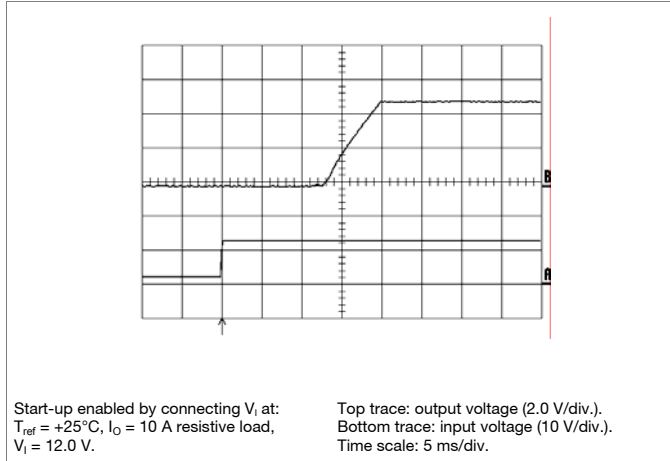 B
A
Start-up enabled by connecting VI at:
Tref = +25°C, IO = 10 A resistive load,
VI = 12.0 V.
Top trace: output voltage (2.0 V/div.).
Bottom trace: input voltage (10 V/div.).
Time scale: 5 ms/div.